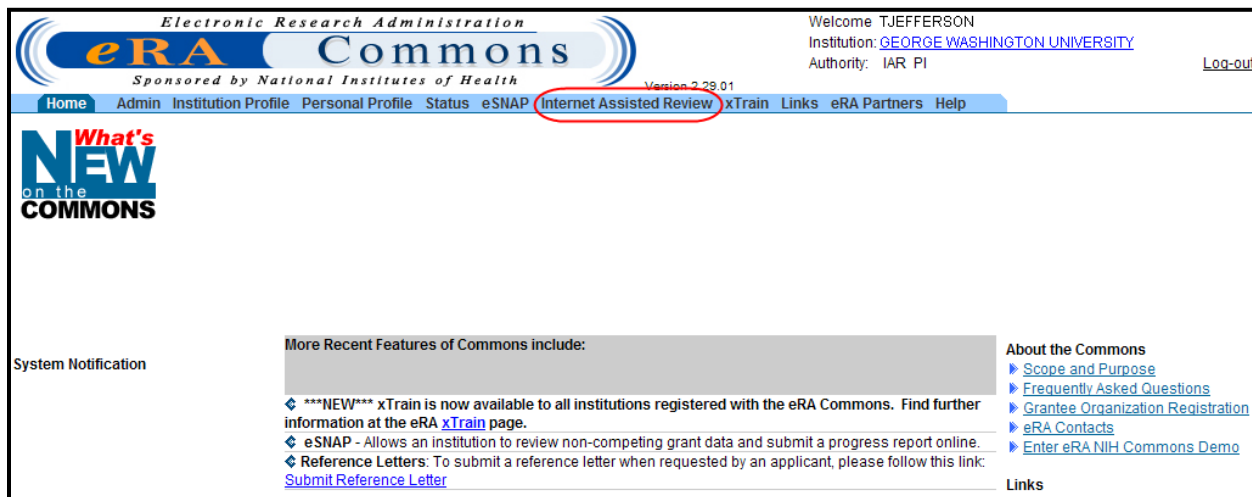 Electronic Research Administration
eRA Commons
Sponsored by National Institutes of Health
Version 2.29.01
Welcome TJEFFERSON
Institution: GEORGE WASHINGTON UNIVERSITY
Authority: IAR PI
Log-out
Home Admin Institution Profile Personal Profile Status eSNAP Internet Assisted Review xTrain Links eRA Partners Help
What's
NEW
on the
COMMONS
System Notification
More Recent Features of Commons include:
***NEW*** xTrain is now available to all institutions registered with the eRA Commons. Find further
information at the eRA xTrain page.
eSNAP - Allows an institution to review non-competing grant data and submit a progress report online.
Reference Letters: To submit a reference letter when requested by an applicant, please follow this link:
Submit Reference Letter
About the Commons
Scope and Purpose
Frequently Asked Questions
Grantee Organization Registration
eRA Contacts
Enter eRA NIH Commons Demo
Links